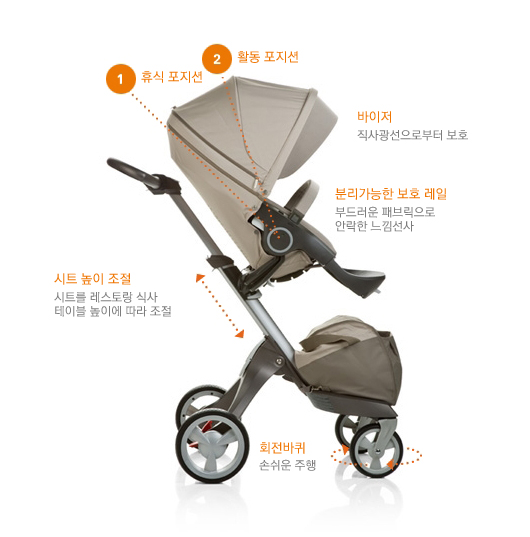 2 활동 포지션
1 휴식 포지션
바이저
직사광선으로부터 보호
분리가능한 보호 레일
부드러운 패브릭으로
안락한 느낌선사
시트 높이 조절
시트를 레스토랑 식사
테이블 높이에 따라 조절
회전바퀴
손쉬운 주행